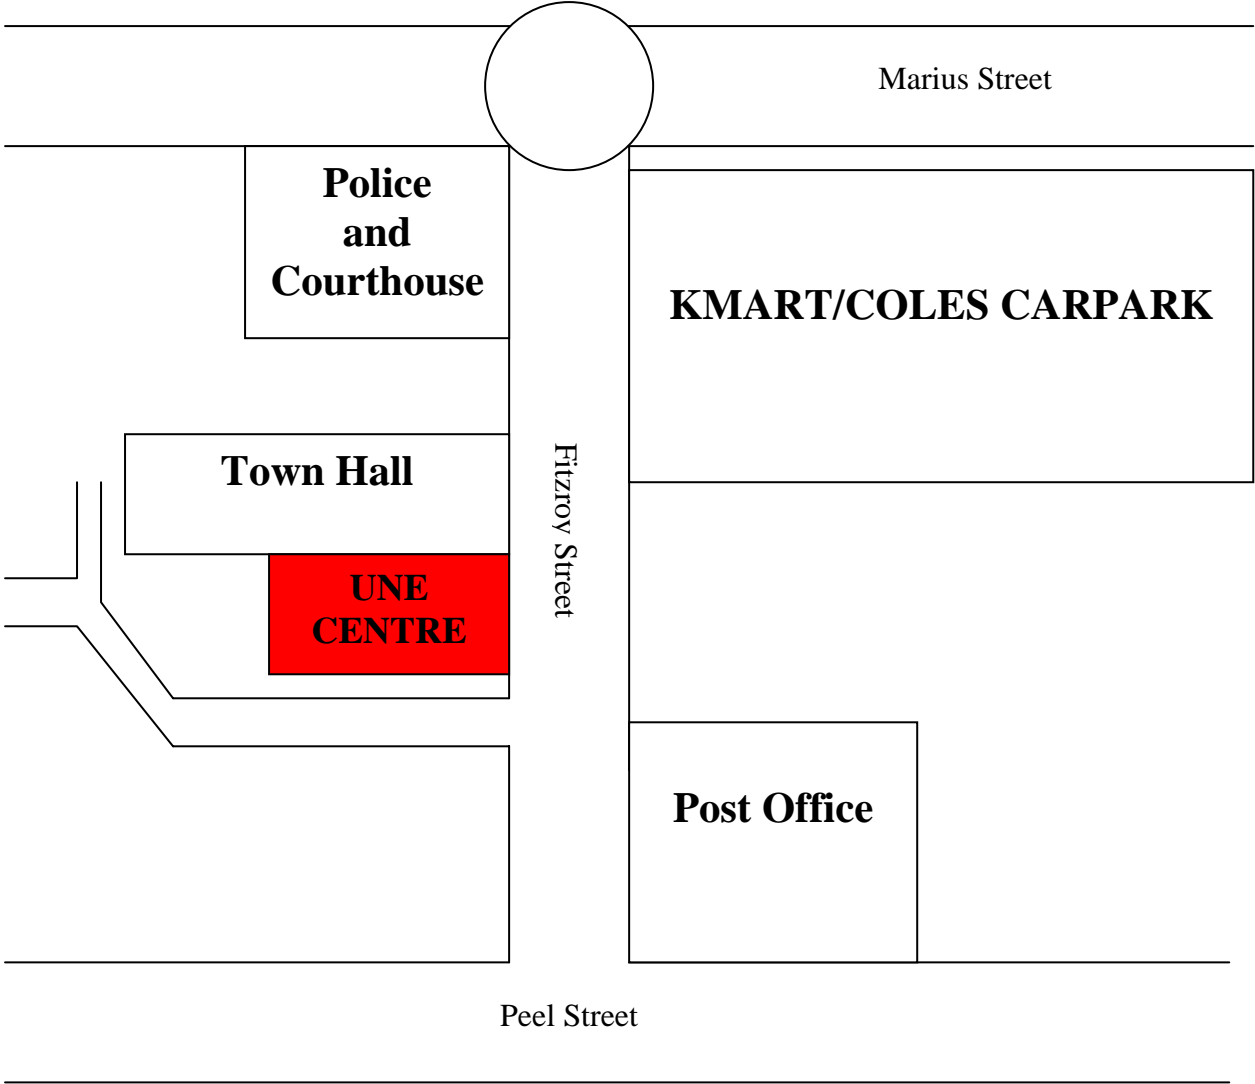 Marius Street
Police
and
Courthouse
KMART/COLES CARPARK
Town Hall
Fitzroy Street
UNE
CENTRE
Post Office
Peel Street